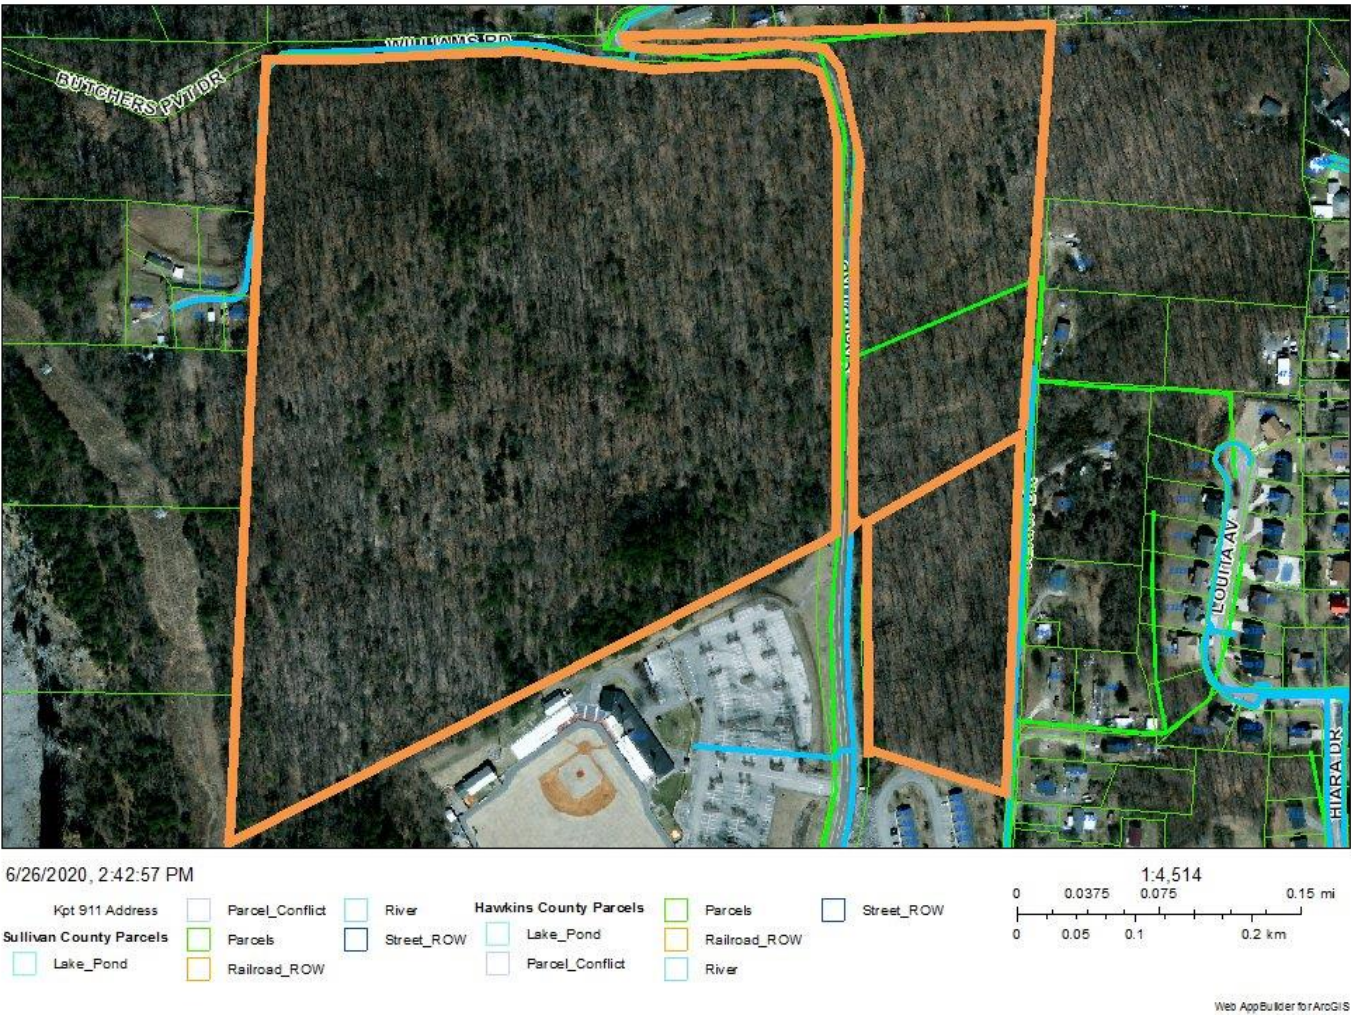 WILLIAMS RD
BUTCHERS PVT DR
LOUITA AV
HIARA DR
6/26/2020, 2:42:57 PM
Kpt 911 Address
Sullivan County Parcels
Lake_Pond
Parcel_Conflict
Parcels
Railroad_ROW
River
Street_ROW
Hawkins County Parcels
Lake_Pond
Parcel_Conflict
Parcels
Railroad_ROW
River
Street_ROW
1:4,514
0 0.0375 0.075 0.15 mi
0 0.05 0.1 0.2 km
Web AppBuilder for ArcGIS